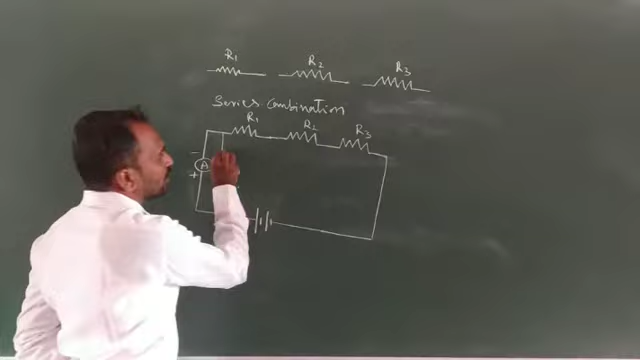 R1 R2 R3
Series Combination
R1 R2 R3
-
A
+